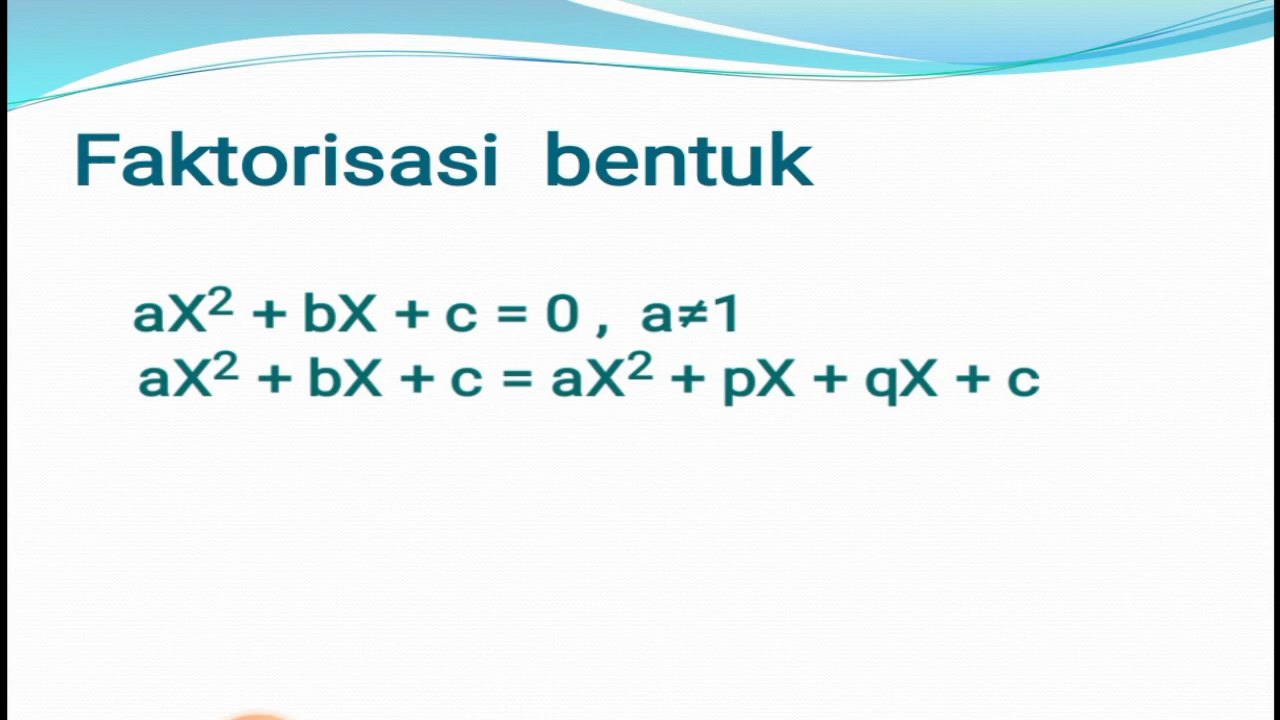 Faktorisasi bentuk
aX² + bX + c = 0 , a≠1
aX² + bX + c = aX² + pX + qX + c